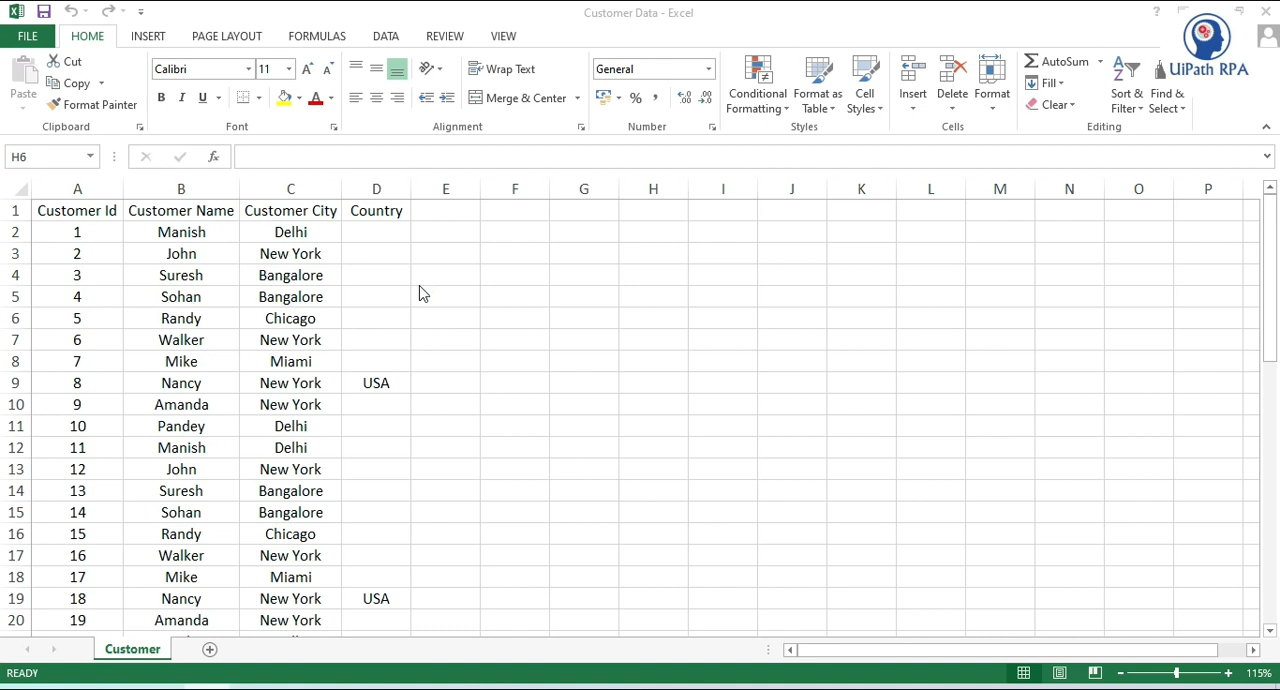 Customer Data - Excel
?
UiPath RPA
FILE HOME INSERT PAGE LAYOUT FORMULAS DATA REVIEW VIEW
Paste
Cut
Copy
Format Painter
Clipboard
Calibri 11
B I U
Font
Wrap Text
Merge & Center
Alignment
General
%
Number
Conditional Formatting
Format as Table
Cell Styles
Styles
Insert Delete Format
Cells
AutoSum
Fill
Clear
Sort & Filter
Find & Select
Editing
H6 fx
A B C D E F G H I J K L M N O P
1 Customer Id Customer Name Customer City Country
2 1 Manish Delhi
3 2 John New York
4 3 Suresh Bangalore
5 4 Sohan Bangalore
6 5 Randy Chicago
7 6 Walker New York
8 7 Mike Miami
9 8 Nancy New York USA
10 9 Amanda New York
11 10 Pandey Delhi
12 11 Manish Delhi
13 12 John New York
14 13 Suresh Bangalore
15 14 Sohan Bangalore
16 15 Randy Chicago
17 16 Walker New York
18 17 Mike Miami
19 18 Nancy New York USA
20 19 Amanda New York
Customer
READY
115%